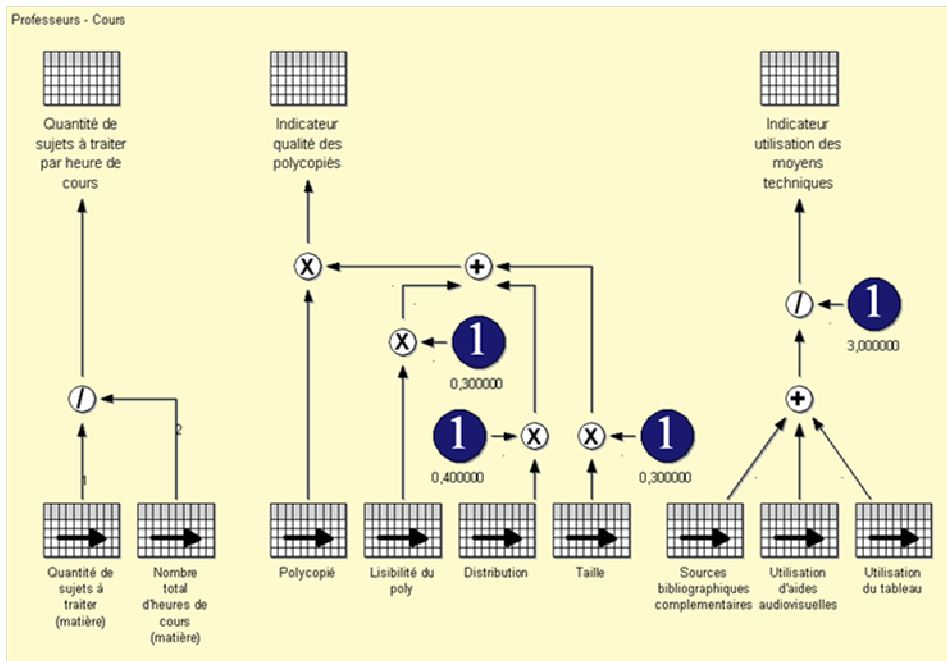 Professeurs - Cours
Quantité de
sujets à traiter
par heure de
cours
Indicateur
qualité des
polycopiés
Indicateur
utilisation des
moyens
techniques
X
+
/
1
3,000000
X
1
0,300000
/
2
+
1
X
X
1
0,400000
0,300000
1
Quantité de
sujets à
traiter
(matière)
Nombre
total
d'heures de
cours
(matière)
Polycopié
Lisibilité du
poly
Distribution
Taille
Sources
bibliographiques
complementaires
Utilisation
d'aides
audiovisuelles
Utilisation
du tableau